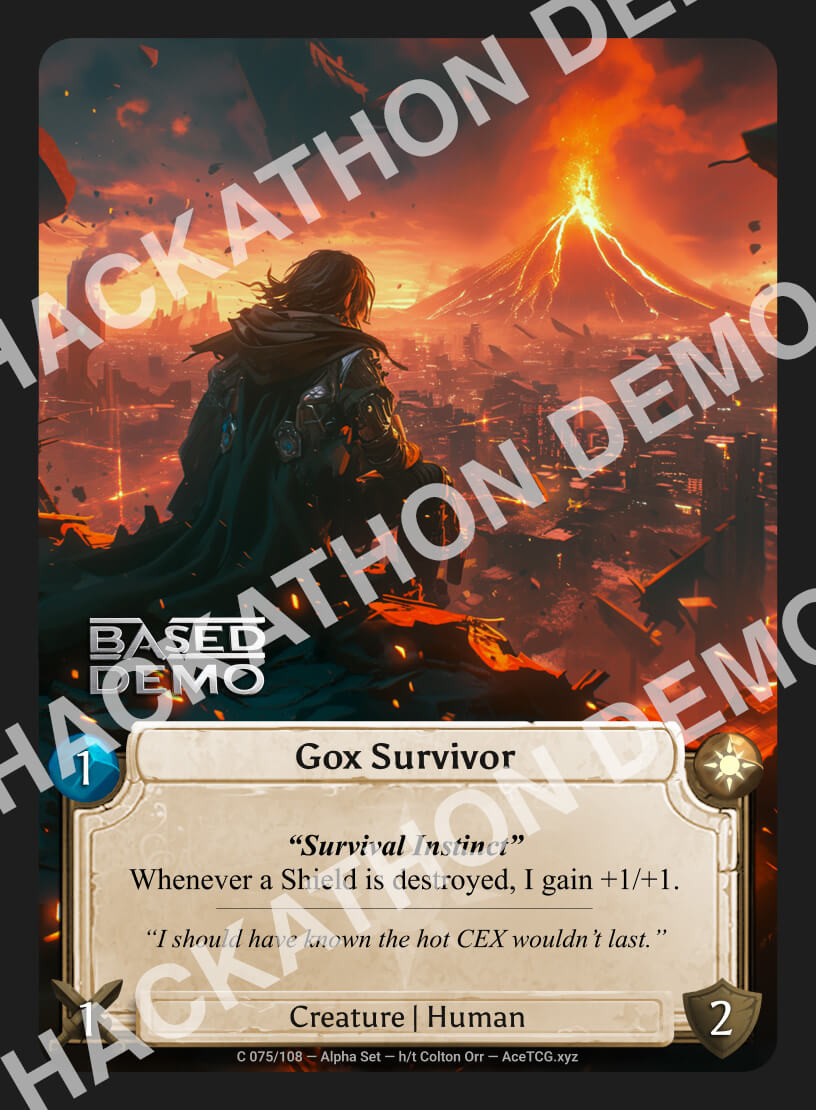 HACKATHON DEMO
HACKATHON DEMO
HACKATHON DEMO
HACKATHON DEMO
BASED
DEMO
1
Gox Survivor
“Survival Instinct”
Whenever a Shield is destroyed, I gain +1/+1.
“I should have known the hot CEX wouldn’t last.”
1
Creature | Human
2
C 075/108 — Alpha Set — h/t Colton Orr — AceTCG.xyz